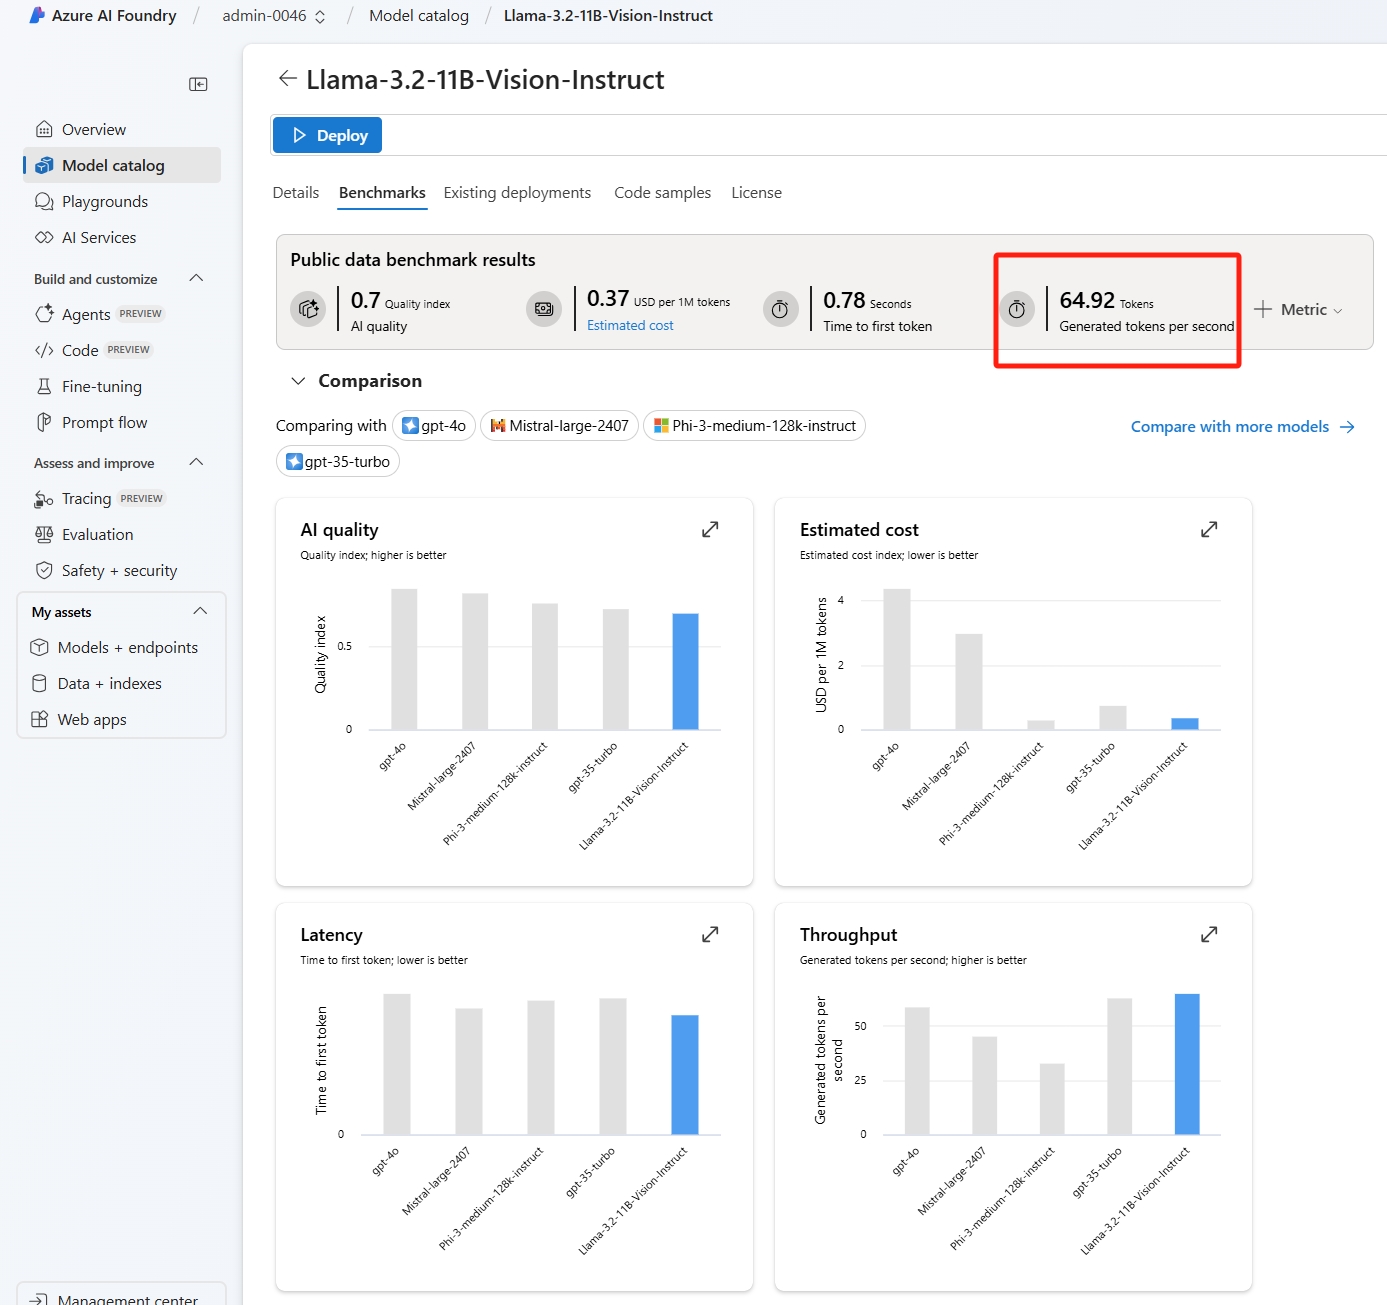 Azure AI Foundry / admin-0046 / Model catalog / Llama-3.2-11B-Vision-Instruct
Overview
Model catalog
Playgrounds
AI Services
Build and customize
Agents PREVIEW
Code PREVIEW
Fine-tuning
Prompt flow
Assess and improve
Tracing PREVIEW
Evaluation
Safety + security
My assets
Models + endpoints
Data + indexes
Web apps
Management center
Llama-3.2-11B-Vision-Instruct
Deploy
Details Benchmarks Existing deployments Code samples License
Public data benchmark results
0.7 Quality index
AI quality
0.37 USD per 1M tokens
Estimated cost
0.78 Seconds
Time to first token
64.92 Tokens
Generated tokens per second
Metric
Comparison
Comparing with gpt-4o Mistral-large-2407 Phi-3-medium-128k-instruct
gpt-35-turbo
Compare with more models
AI quality
Quality index; higher is better
Quality index
0.5
0
gpt-4o
Mistral-large-2407
Phi-3-medium-128k-instruct
gpt-35-turbo
Llama-3.2-11B-Vision-Instruct
Estimated cost
Estimated cost index; lower is better
USD per 1M tokens
4
2
0
gpt-4o
Mistral-large-2407
Phi-3-medium-128k-instruct
gpt-35-turbo
Llama-3.2-11B-Vision-Instruct
Latency
Time to first token; lower is better
Time to first token
0
gpt-4o
Mistral-large-2407
Phi-3-medium-128k-instruct
gpt-35-turbo
Llama-3.2-11B-Vision-Instruct
Throughput
Generated tokens per second; higher is better
Generated tokens per
second
50
25
0
gpt-4o
Mistral-large-2407
Phi-3-medium-128k-instruct
gpt-35-turbo
Llama-3.2-11B-Vision-Instruct